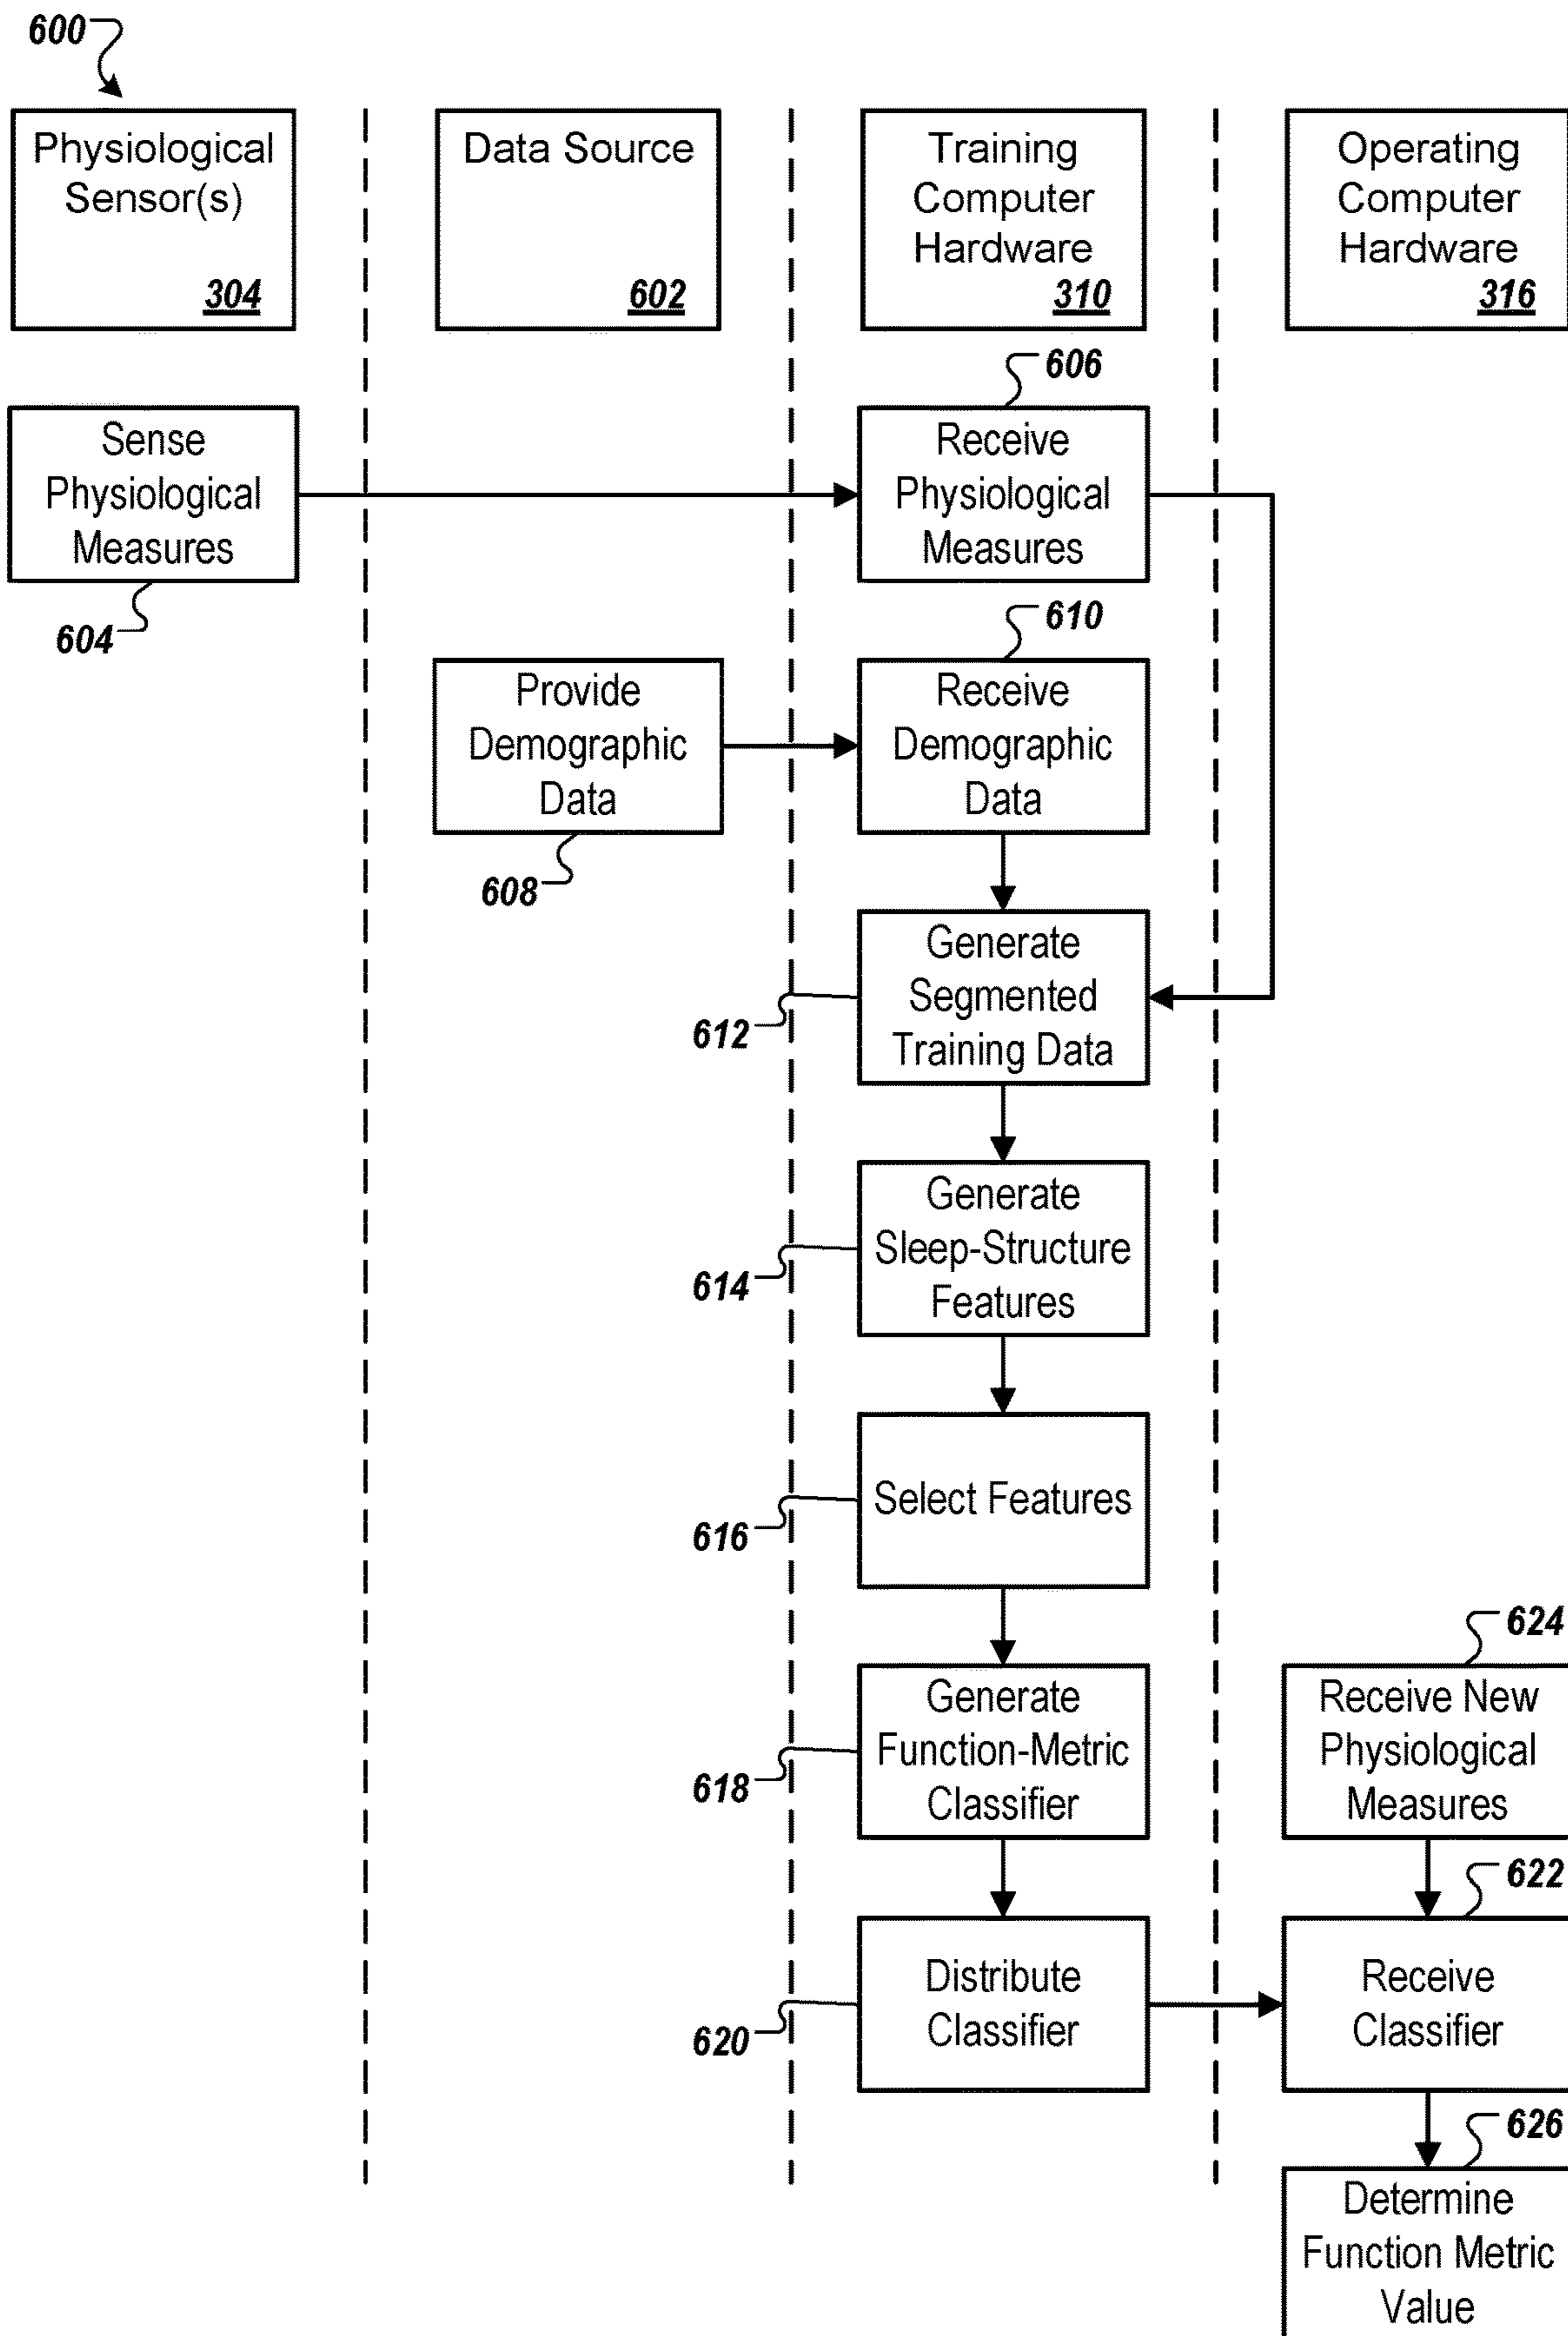 600
Physiological
Sensor(s)
304
Data Source
602
Training
Computer
Hardware
310
Operating
Computer
Hardware
316
606
Sense
Physiological
Measures
604
Receive
Physiological
Measures
610
Provide
Demographic
Data
608
Receive
Demographic
Data
Generate
Segmented
Training Data
612
Generate
Sleep-Structure
Features
614
Select Features
616
624
Generate
Function-Metric
Classifier
618
Receive New
Physiological
Measures
622
Distribute
Classifier
620
Receive
Classifier
626
Determine
Function Metric
Value